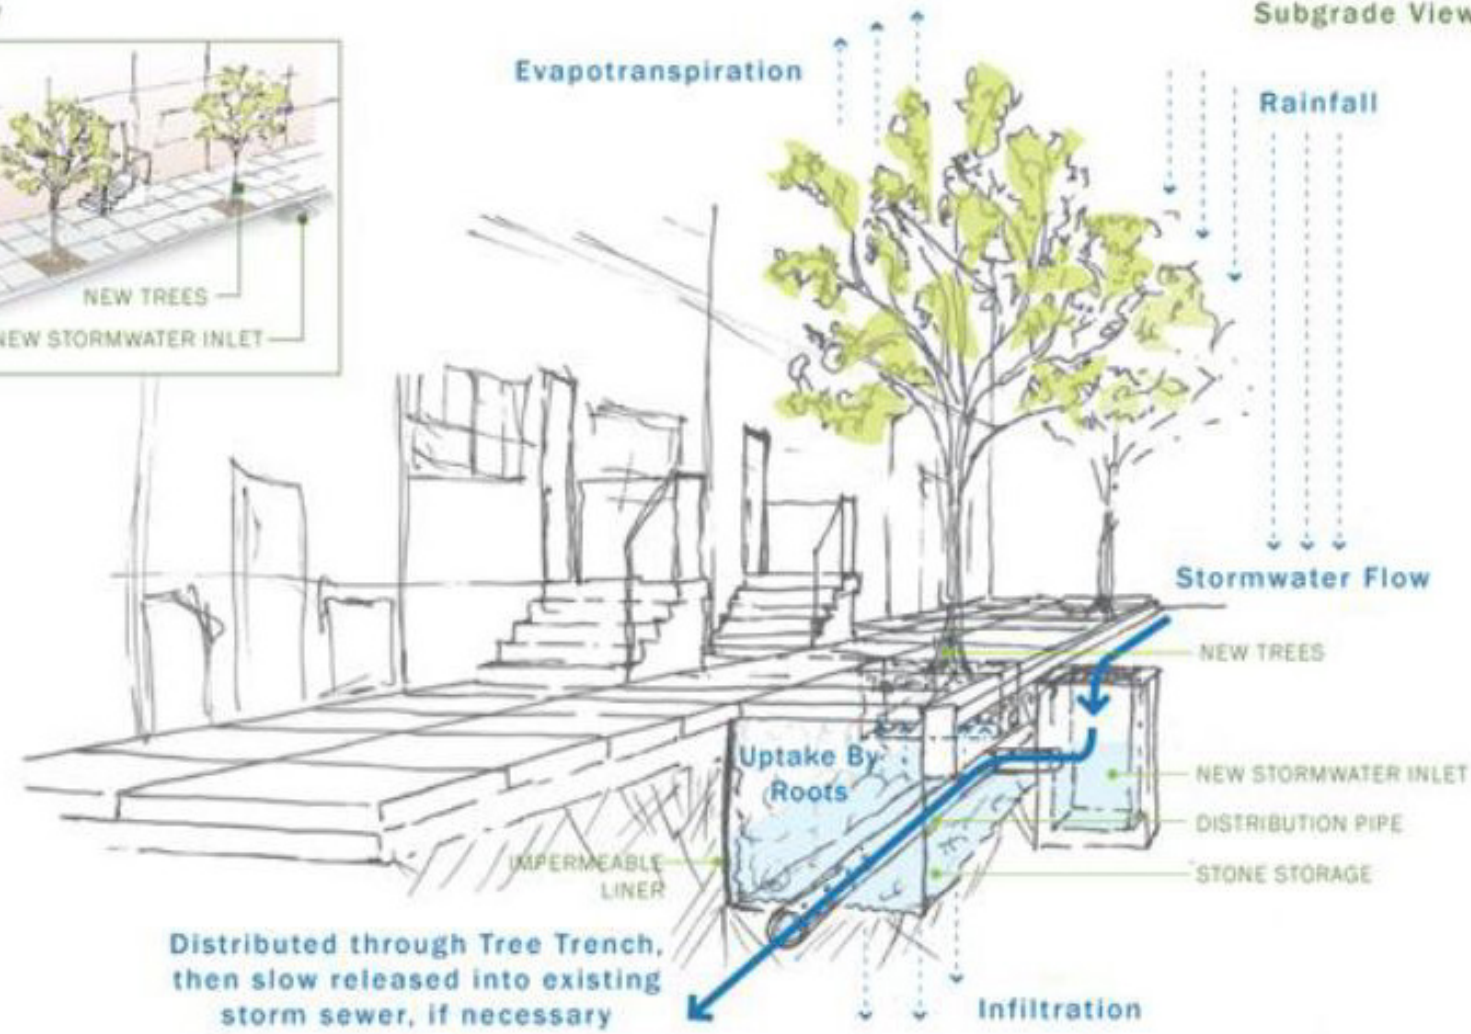 Subgrade View
Evapotranspiration
Rainfall
NEW TREES
NEW STORMWATER INLET
Stormwater Flow
NEW TREES
Uptake By
Roots
NEW STORMWATER INLET
DISTRIBUTION PIPE
IMPERMEABLE
LINER
STONE STORAGE
Distributed through Tree Trench,
then slow released into existing
storm sewer, if necessary
Infiltration